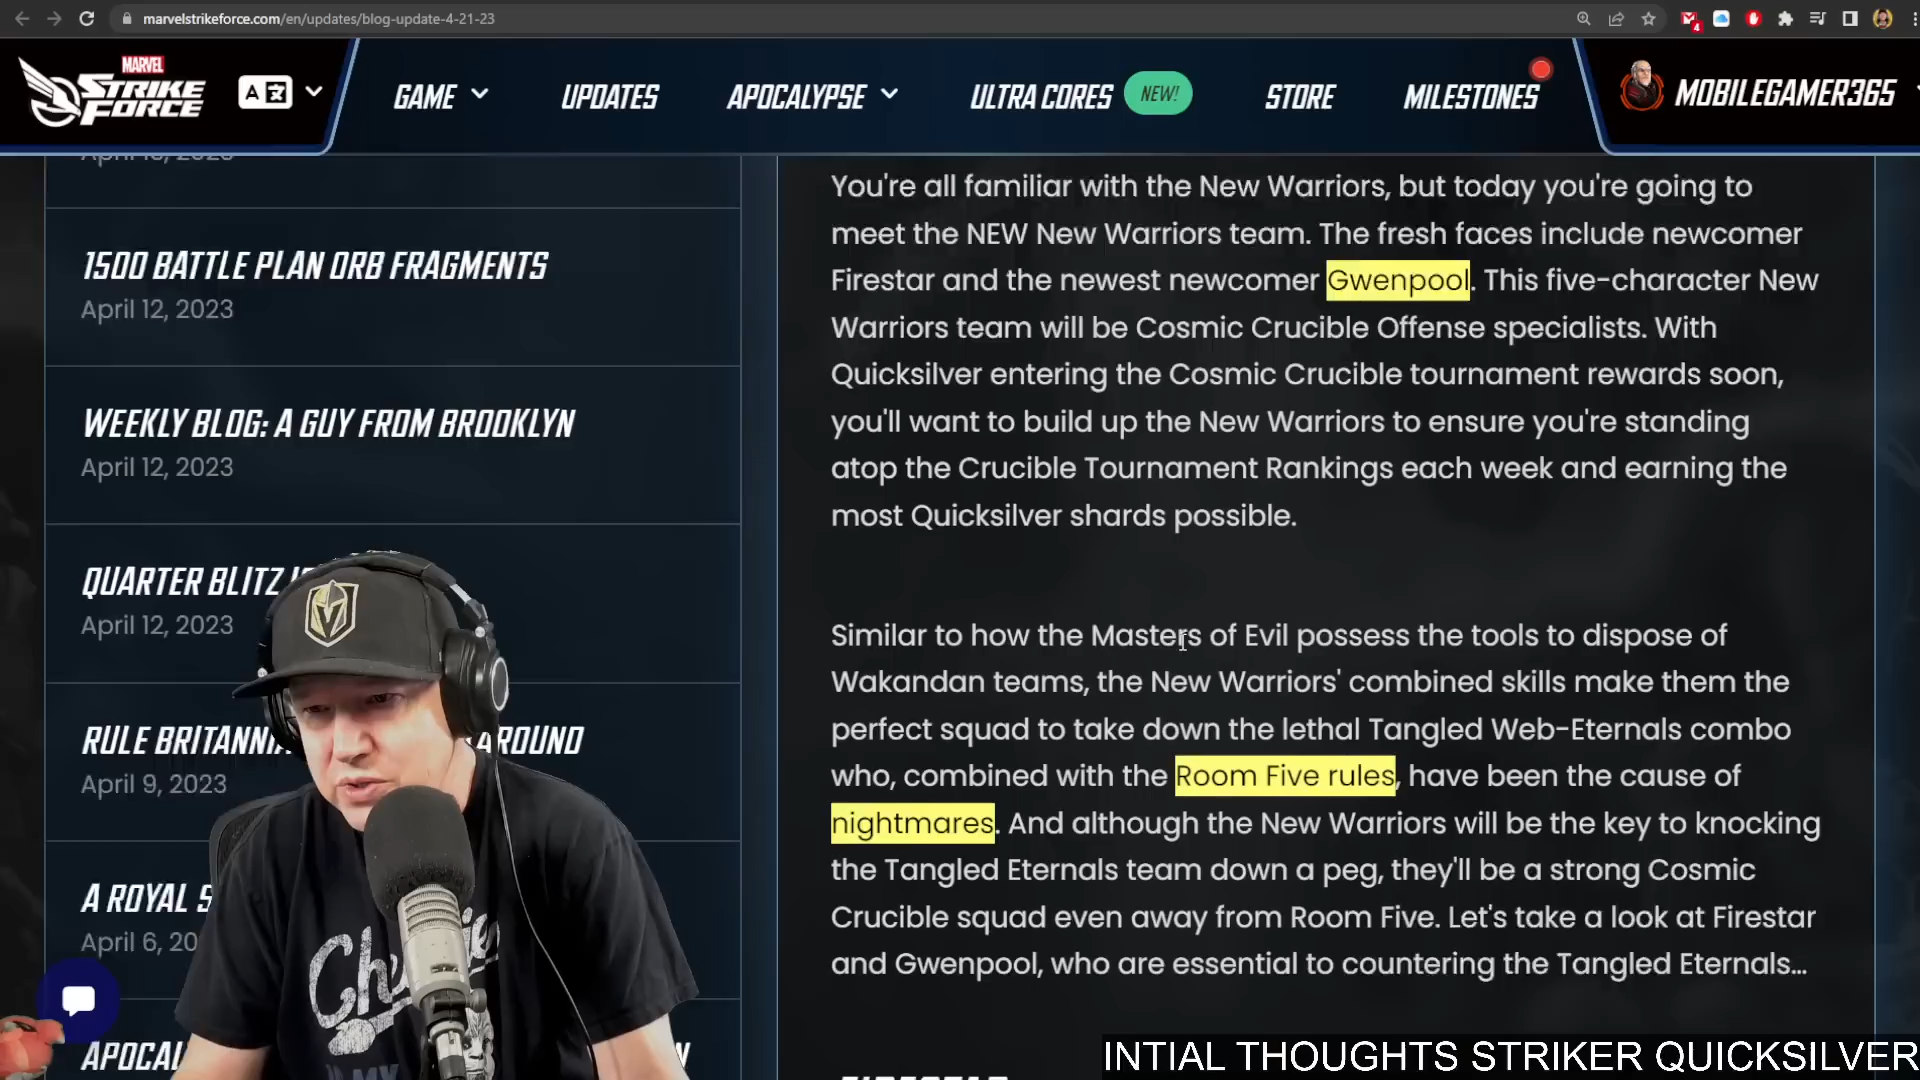 marvelstrikeforce.com/en/updates/blog-update-4-21-23
4
MARVEL
STRIKE
FORCE
A
GAME
UPDATES
APOCALYPSE
ULTRA CORES
NEW!
STORE
MILESTONES
MOBILEGAMER365
1500 BATTLE PLAN ORB FRAGMENTS
April 12, 2023
WEEKLY BLOG: A GUY FROM BROOKLYN
April 12, 2023
QUARTER BLITZ
April 12, 2023
RULE BRITANNIA
April 9, 2023
A ROYAL
April 6, 20
You're all familiar with the New Warriors, but today you're going to
meet the NEW New Warriors team. The fresh faces include newcomer
Firestar and the newest newcomer Gwenpool. This five-character New
Warriors team will be Cosmic Crucible Offense specialists. With
Quicksilver entering the Cosmic Crucible tournament rewards soon,
you'll want to build up the New Warriors to ensure you're standing
atop the Crucible Tournament Rankings each week and earning the
most Quicksilver shards possible.
Similar to how the Masters of Evil possess the tools to dispose of
Wakandan teams, the New Warriors' combined skills make them the
perfect squad to take down the lethal Tangled Web-Eternals combo
who, combined with the Room Five rules, have been the cause of
nightmares. And although the New Warriors will be the key to knocking
the Tangled Eternals team down a peg, they'll be a strong Cosmic
Crucible squad even away from Room Five. Let's take a look at Firestar
and Gwenpool, who are essential to countering the Tangled Eternals...
INTIAL THOUGHTS STRIKER QUICKSILVER